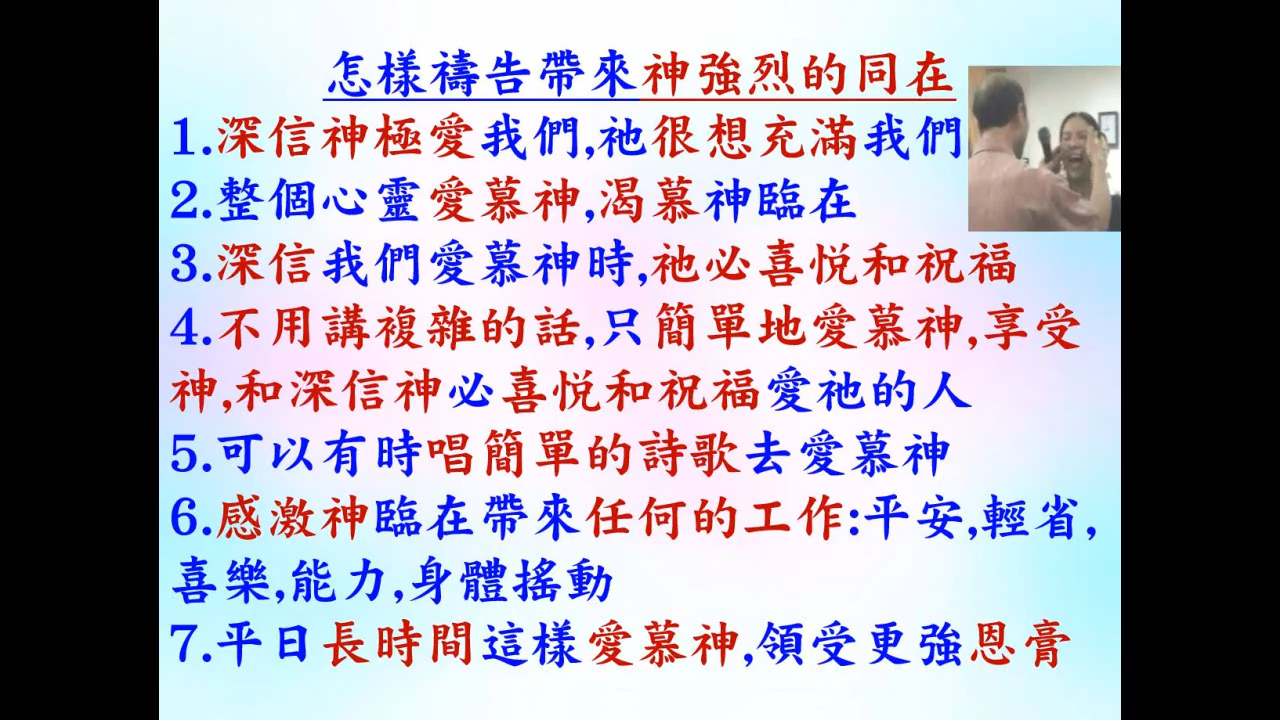 怎樣禱告帶來神強烈的同在
1.深信神極愛我們,祂很想充滿我們
2.整個心靈愛慕神,渴慕神臨在
3.深信我們愛慕神時,祂必喜悅和祝福
4.不用講複雜的話,只簡單地愛慕神,享受
神,和深信神必喜悅和祝福愛祂的人
5.可以有時唱簡單的詩歌去愛慕神
6.感激神臨在帶來任何的工作:平安,輕省,
喜樂,能力,身體搖動
7.平日長時間這樣愛慕神,領受更強恩膏